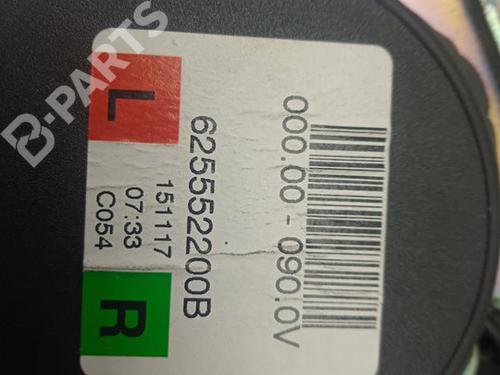 000.00 - 090.0V
625552200B
L
151117
07:33
C054
R
B-PARTS